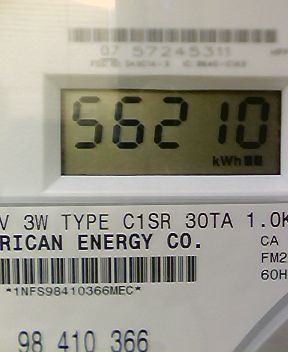 07 57245311
56210
kWh
V 3W TYPE C1SR 30TA 1.0K
RICAN ENERGY CO.
CA
FM2
60H
*1NFS98410366MEC*
98 410 366